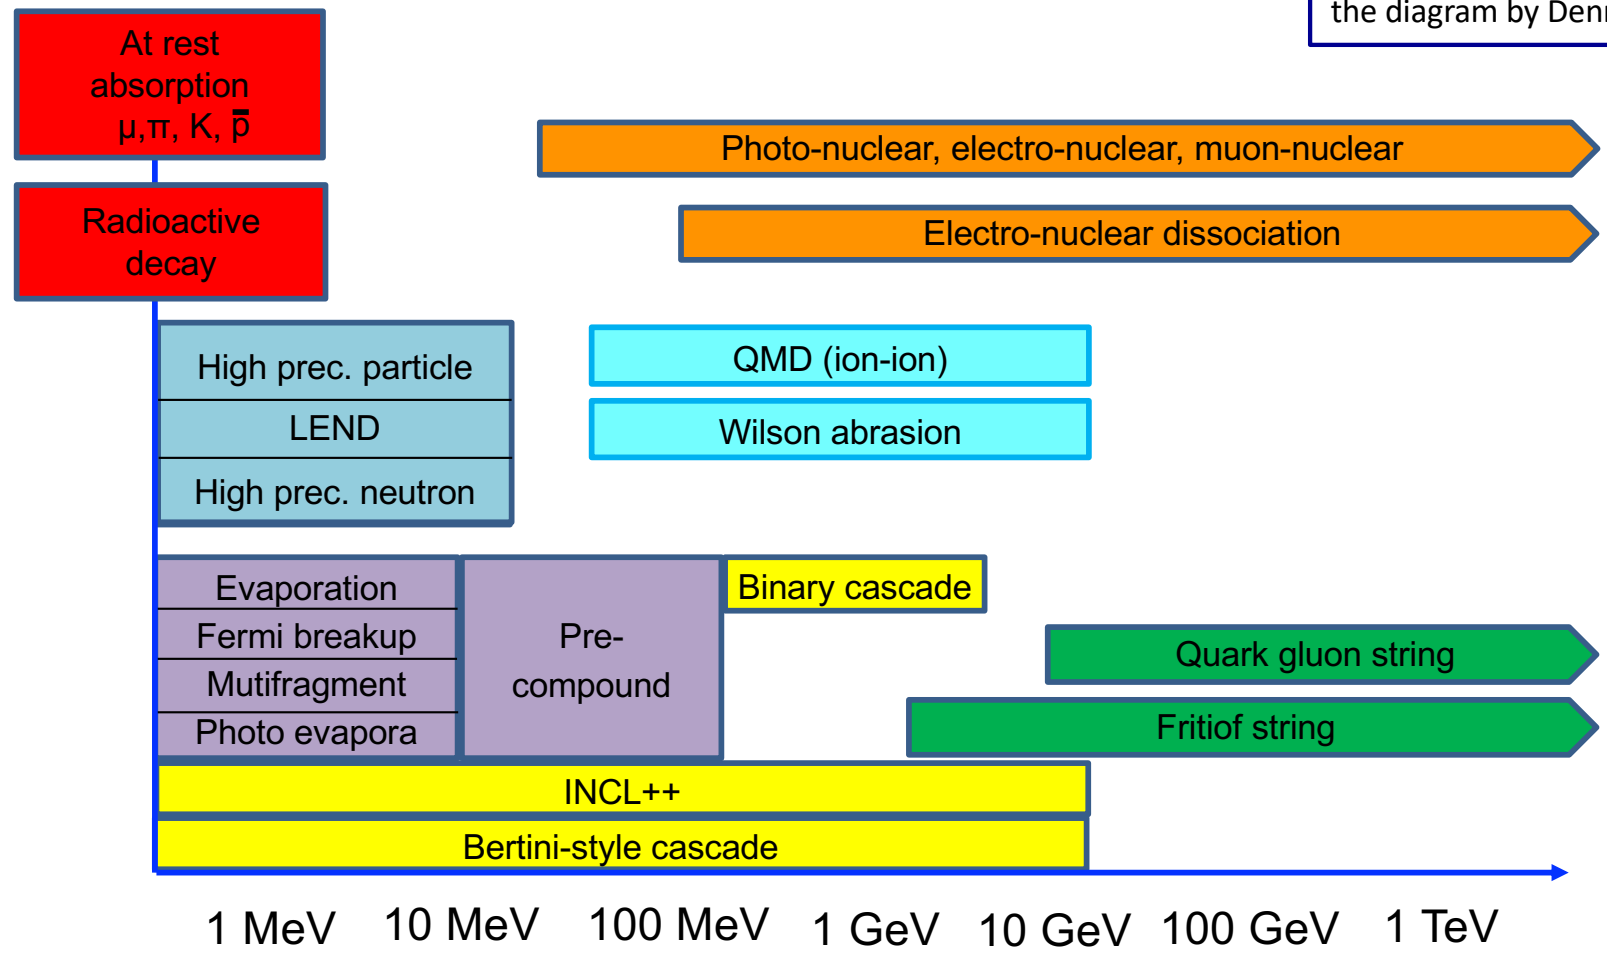 the diagram by
At rest
absorption
μ,π, K, p̅
Photo-nuclear, electro-nuclear, muon-nuclear
Radioactive
decay
Electro-nuclear dissociation
High prec. particle
QMD (ion-ion)
LEND
Wilson abrasion
High prec. neutron
Evaporation
Binary cascade
Fermi breakup
Pre-
compound
Quark gluon string
Mutifragment
Photo evapora
Fritiof string
INCL++
Bertini-style cascade
1 MeV 10 MeV 100 MeV 1 GeV 10 GeV 100 GeV 1 TeV